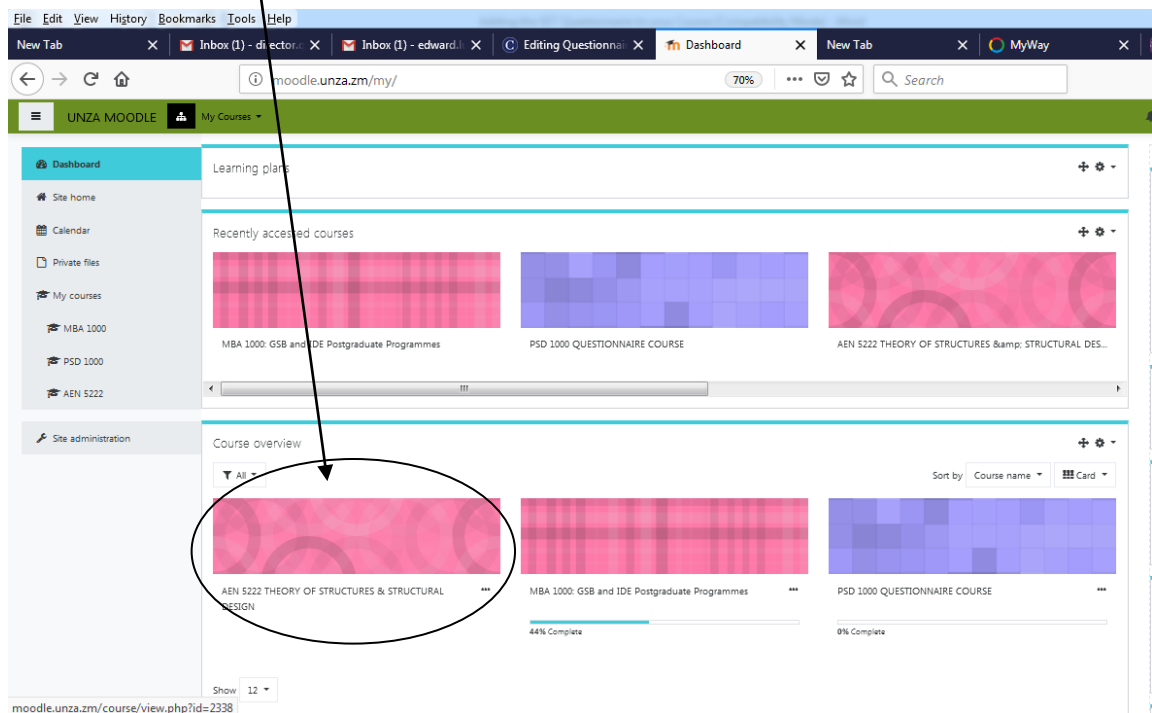 File Edit View History Bookmarks Tools Help
New Tab Inbox (1) - director. Inbox (1) - edward. Editing Questionnai Dashboard New Tab MyWay
moodle.unza.zm/my/ 70% Search
UNZA MOODLE My Courses
Dashboard
Site home
Calendar
Private files
My courses
MBA 1000
PSD 1000
AEN 5222
Site administration
Learning plans
Recently accessed courses
MBA 1000: GSB and IDE Postgraduate Programmes
PSD 1000 QUESTIONNAIRE COURSE
AEN 5222 THEORY OF STRUCTURES &amp; STRUCTURAL DES...
Course overview
All Sort by Course name Card
AEN 5222 THEORY OF STRUCTURES & STRUCTURAL
DESIGN
MBA 1000: GSB and IDE Postgraduate Programmes
44% Complete
PSD 1000 QUESTIONNAIRE COURSE
0% Complete
Show 12
moodle.unza.zm/course/view.php?id=2338